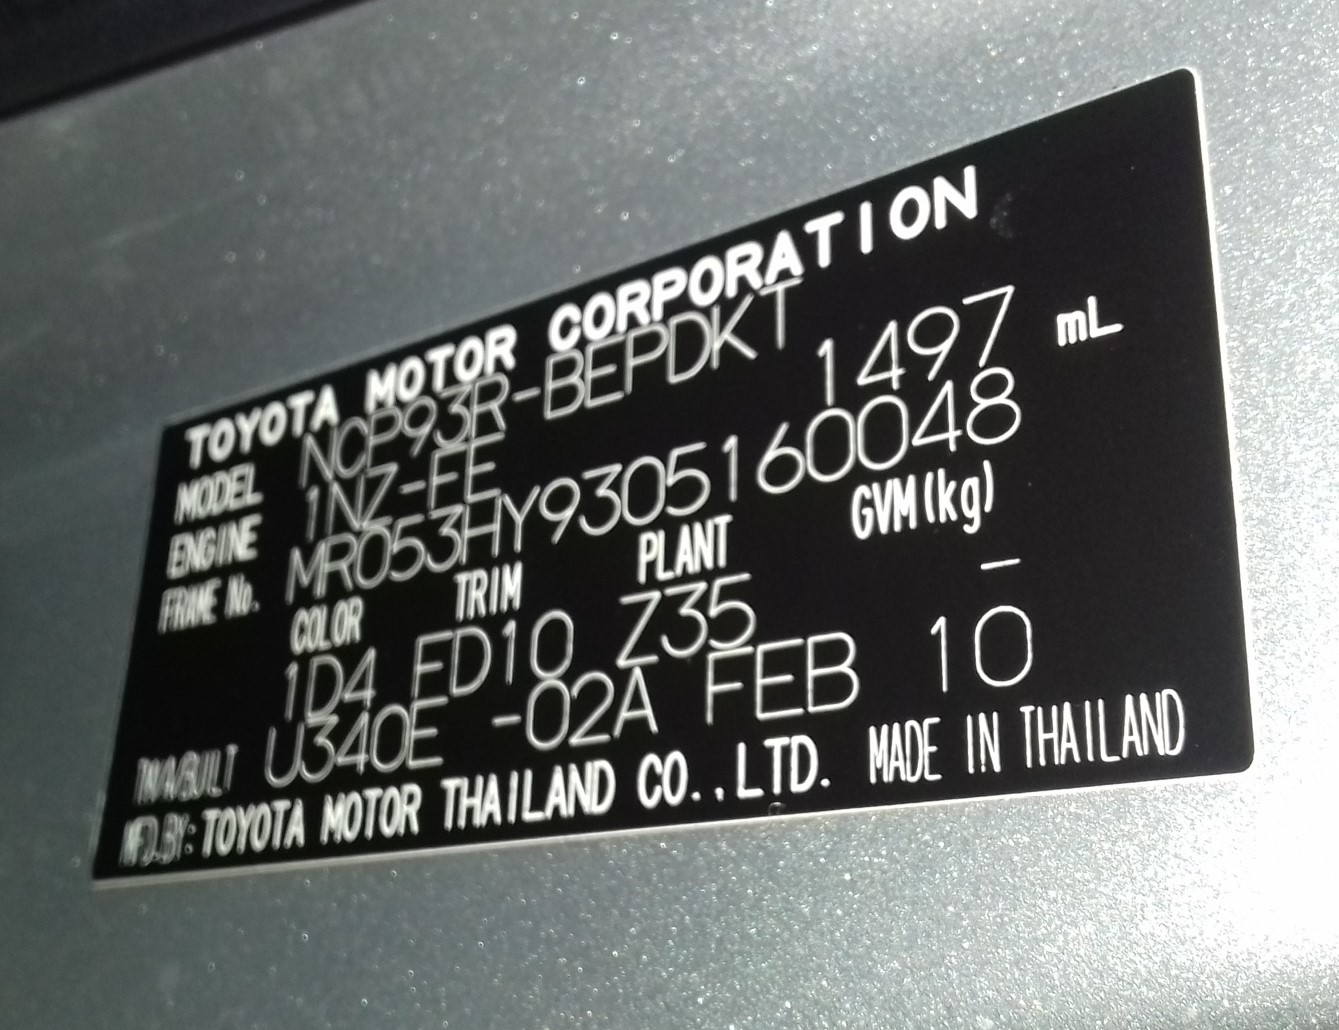 TOYOTA MOTOR CORPORATION
MODEL NCP93R-BEPDKT
ENGINE 1NZ-FE 1497 mL
FRAME No. MR053HY9305160048
COLOR TRIM PLANT GVM(kg)
1D4 FD10 Z35 –
U340E -02A FEB 10
MFD.BY: TOYOTA MOTOR THAILAND CO.,LTD. MADE IN THAILAND